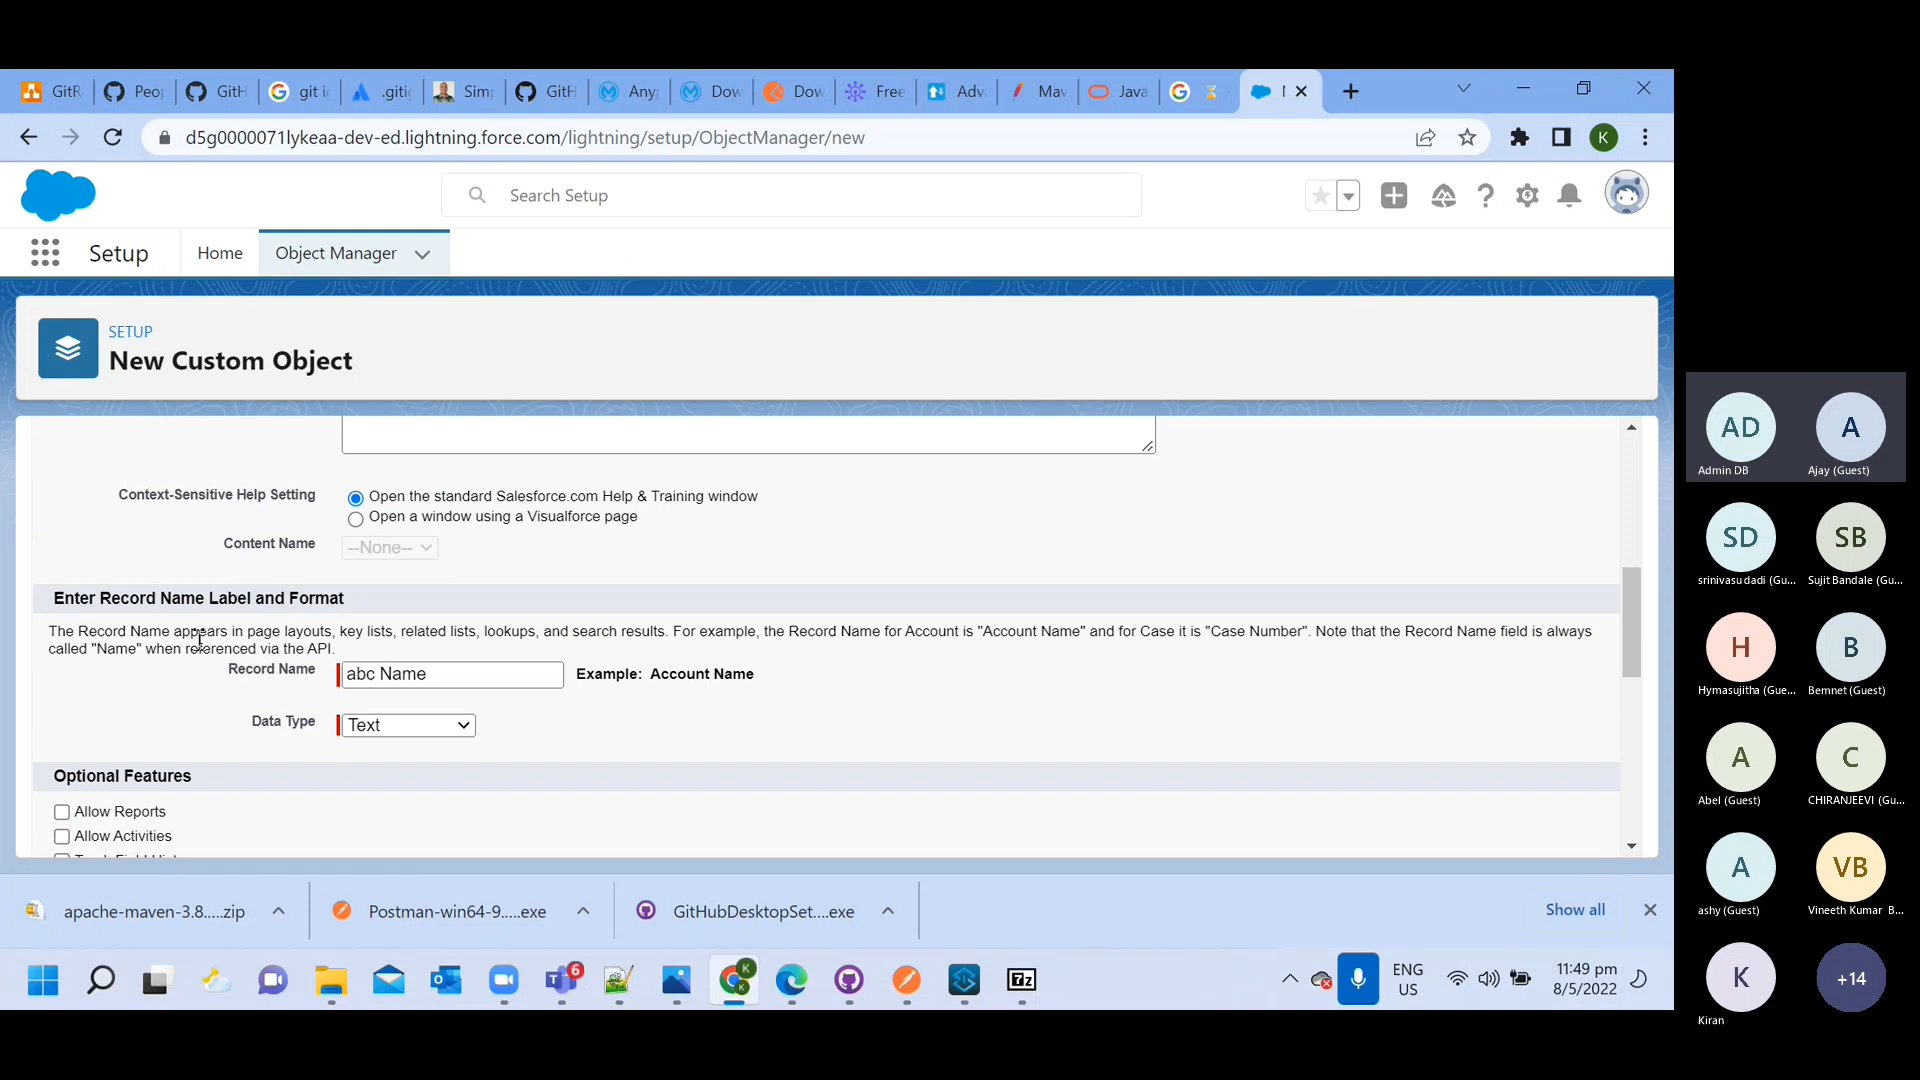 GitR
Peop
GitH
git i
.giti
Simp
GitH
Any
Dow
Dow
Free
Adv
Mav
Java
d5g0000071lykeaa-dev-ed.lightning.force.com/lightning/setup/ObjectManager/new
K
Search Setup
Setup
Home
Object Manager
SETUP
New Custom Object
Context-Sensitive Help Setting
Open the standard Salesforce.com Help & Training window
Open a window using a Visualforce page
Content Name
--None--
Enter Record Name Label and Format
The Record Name appears in page layouts, key lists, related lists, lookups, and search results. For example, the Record Name for Account is "Account Name" and for Case it is "Case Number". Note that the Record Name field is always
called "Name" when referenced via the API.
Record Name
abc Name
Example: Account Name
Data Type
Text
Optional Features
Allow Reports
Allow Activities
apache-maven-3.8.....zip
Postman-win64-9.....exe
GitHubDesktopSet....exe
Show all
6
K
7z
ENG
US
11:49 pm
8/5/2022
AD
Admin DB
A
Ajay (Guest)
SD
srinivasu dadi (Gu...
SB
Sujit Bandale (Gu...
H
Hymasujitha (Gue...
B
Bemnet (Guest)
A
Abel (Guest)
C
CHIRANJEEVI (Gu...
A
ashy (Guest)
VB
Vineeth Kumar B...
K
Kiran
+14